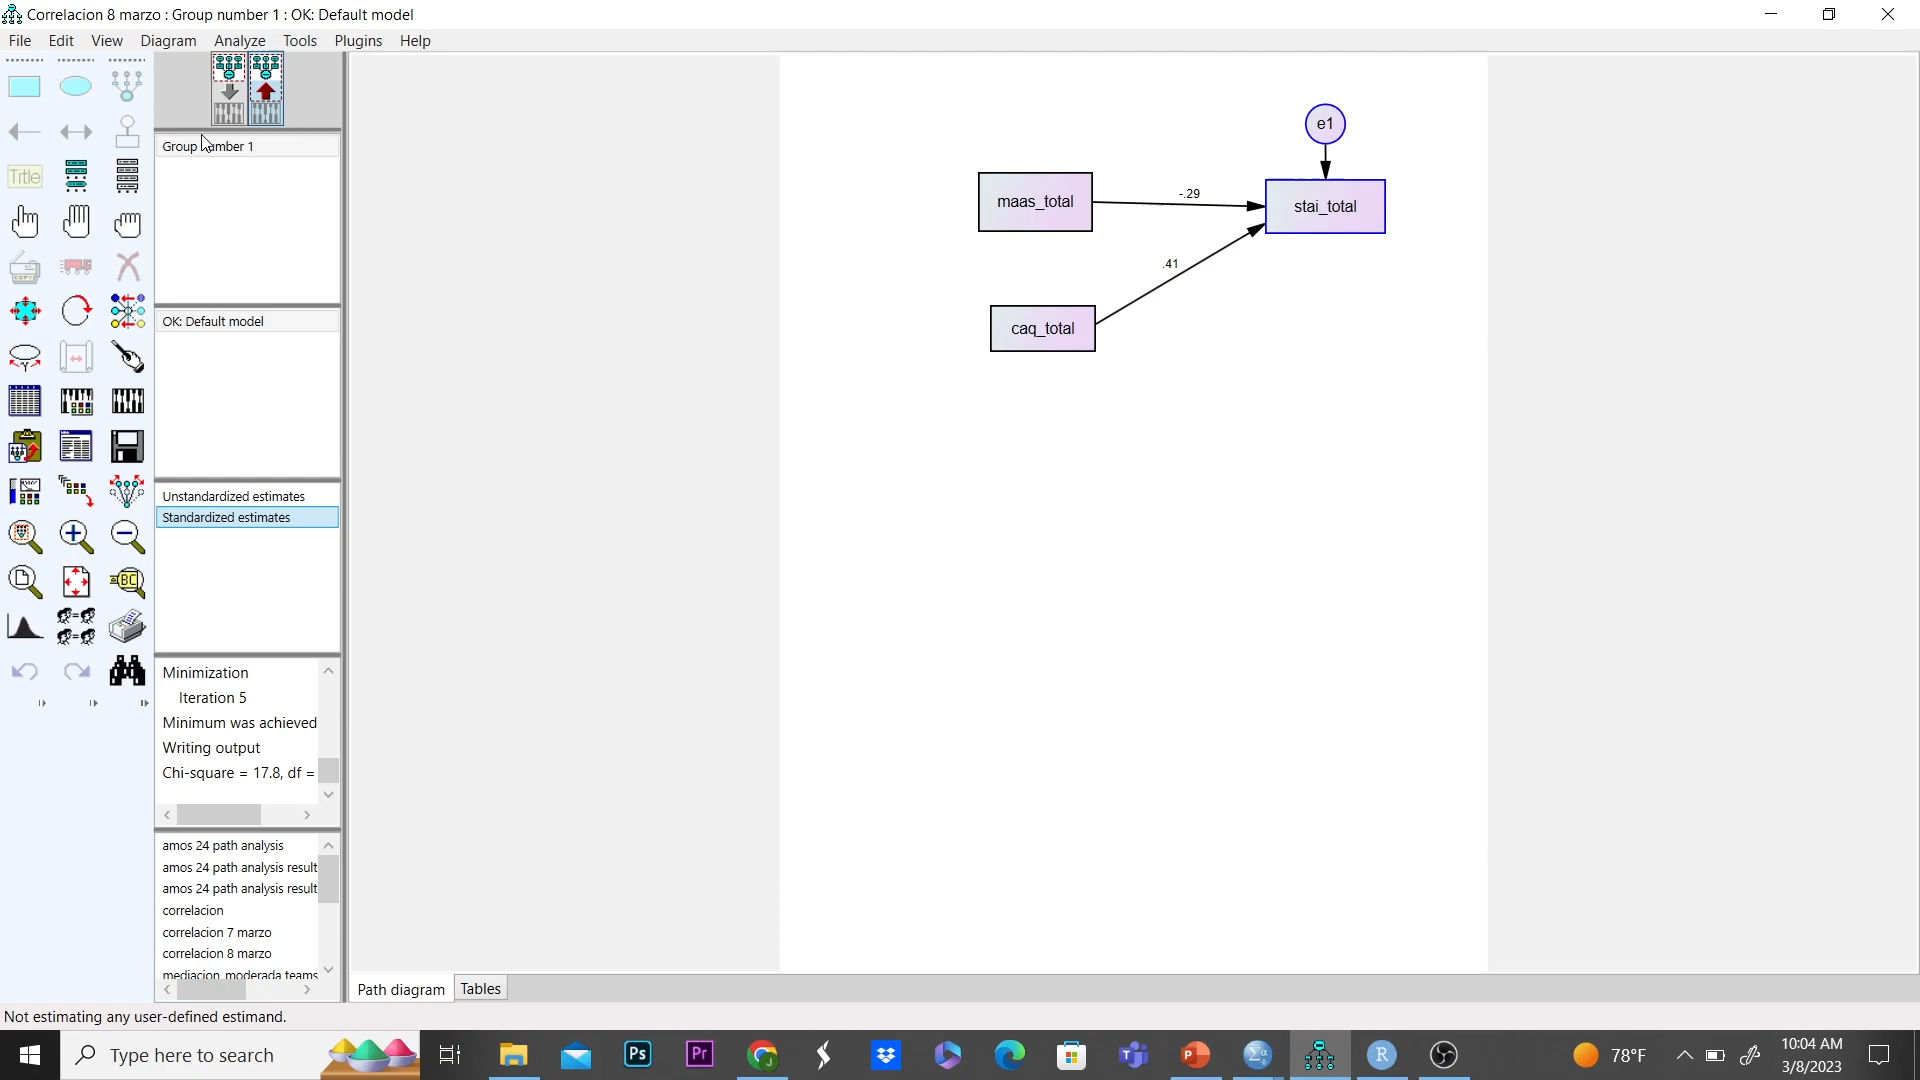 Correlacion 8 marzo : Group number 1 : OK: Default model
File Edit View Diagram Analyze Tools Plugins Help
Title
Group number 1
OK: Default model
Unstandardized estimates
Standardized estimates
Minimization
Iteration 5
Minimum was achieved
Writing output
Chi-square = 17.8, df =
amos 24 path analysis
amos 24 path analysis result
amos 24 path analysis result
correlacion
correlacion 7 marzo
correlacion 8 marzo
mediacion moderada teams
e1
maas_total
-.29
stai_total
.41
caq_total
Path diagram Tables
Not estimating any user-defined estimand.
Type here to search
Ps
Pr
78°F
10:04 AM
3/8/2023